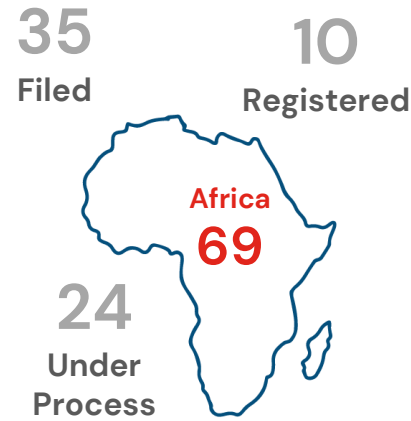 35
Filed
10
Registered
Africa
69
24
Under
Process